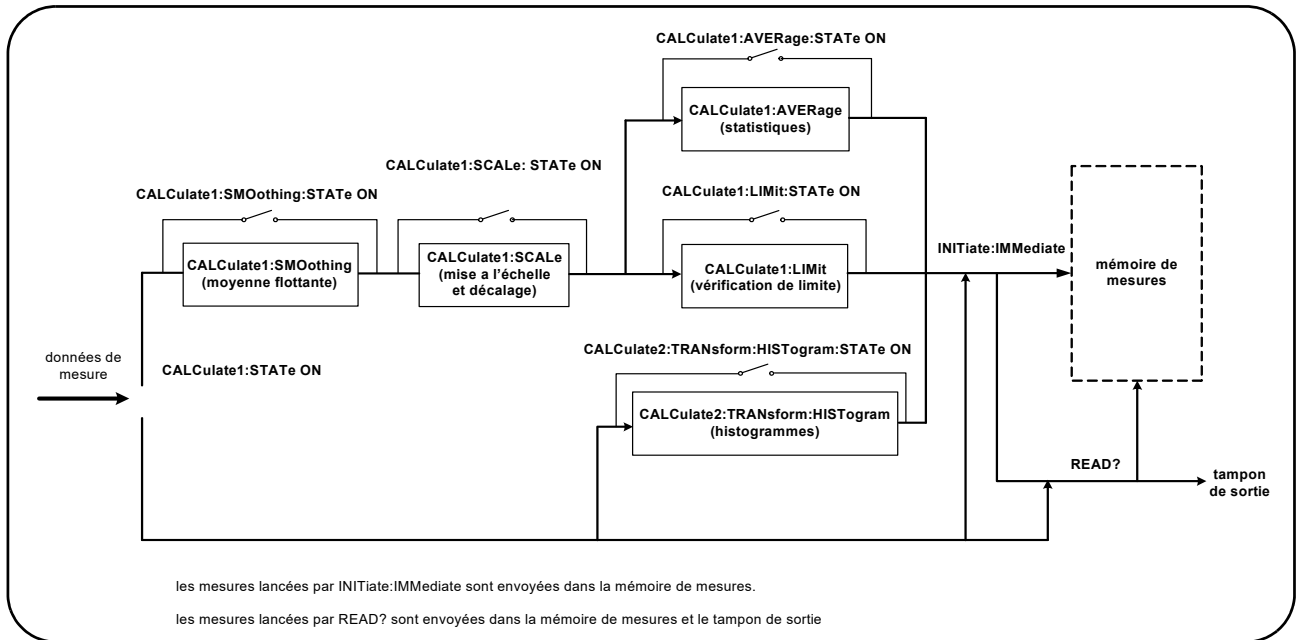 CALCulate1:AVERage:STATe ON
CALCulate1:AVERage
(statistiques)
CALCulate1:SCALe: STATe ON
CALCulate1:SMOothing:STATe ON
CALCulate1:LIMit:STATe ON
CALCulate1:SMOothing
(moyenne flottante)
CALCulate1:SCALe
(mise a l'échelle
et décalage)
CALCulate1:LIMit
(vérification de limite)
INITiate:IMMediate
mémoire de
mesures
données de
mesure
CALCulate1:STATe ON
CALCulate2:TRANsform:HISTogram:STATe ON
CALCulate2:TRANsform:HISTogram
(histogrammes)
READ?
tampon
de sortie
les mesures lancées par INITiate:IMMediate sont envoyées dans la mémoire de mesures.
les mesures lancées par READ? sont envoyées dans la mémoire de mesures et le tampon de sortie